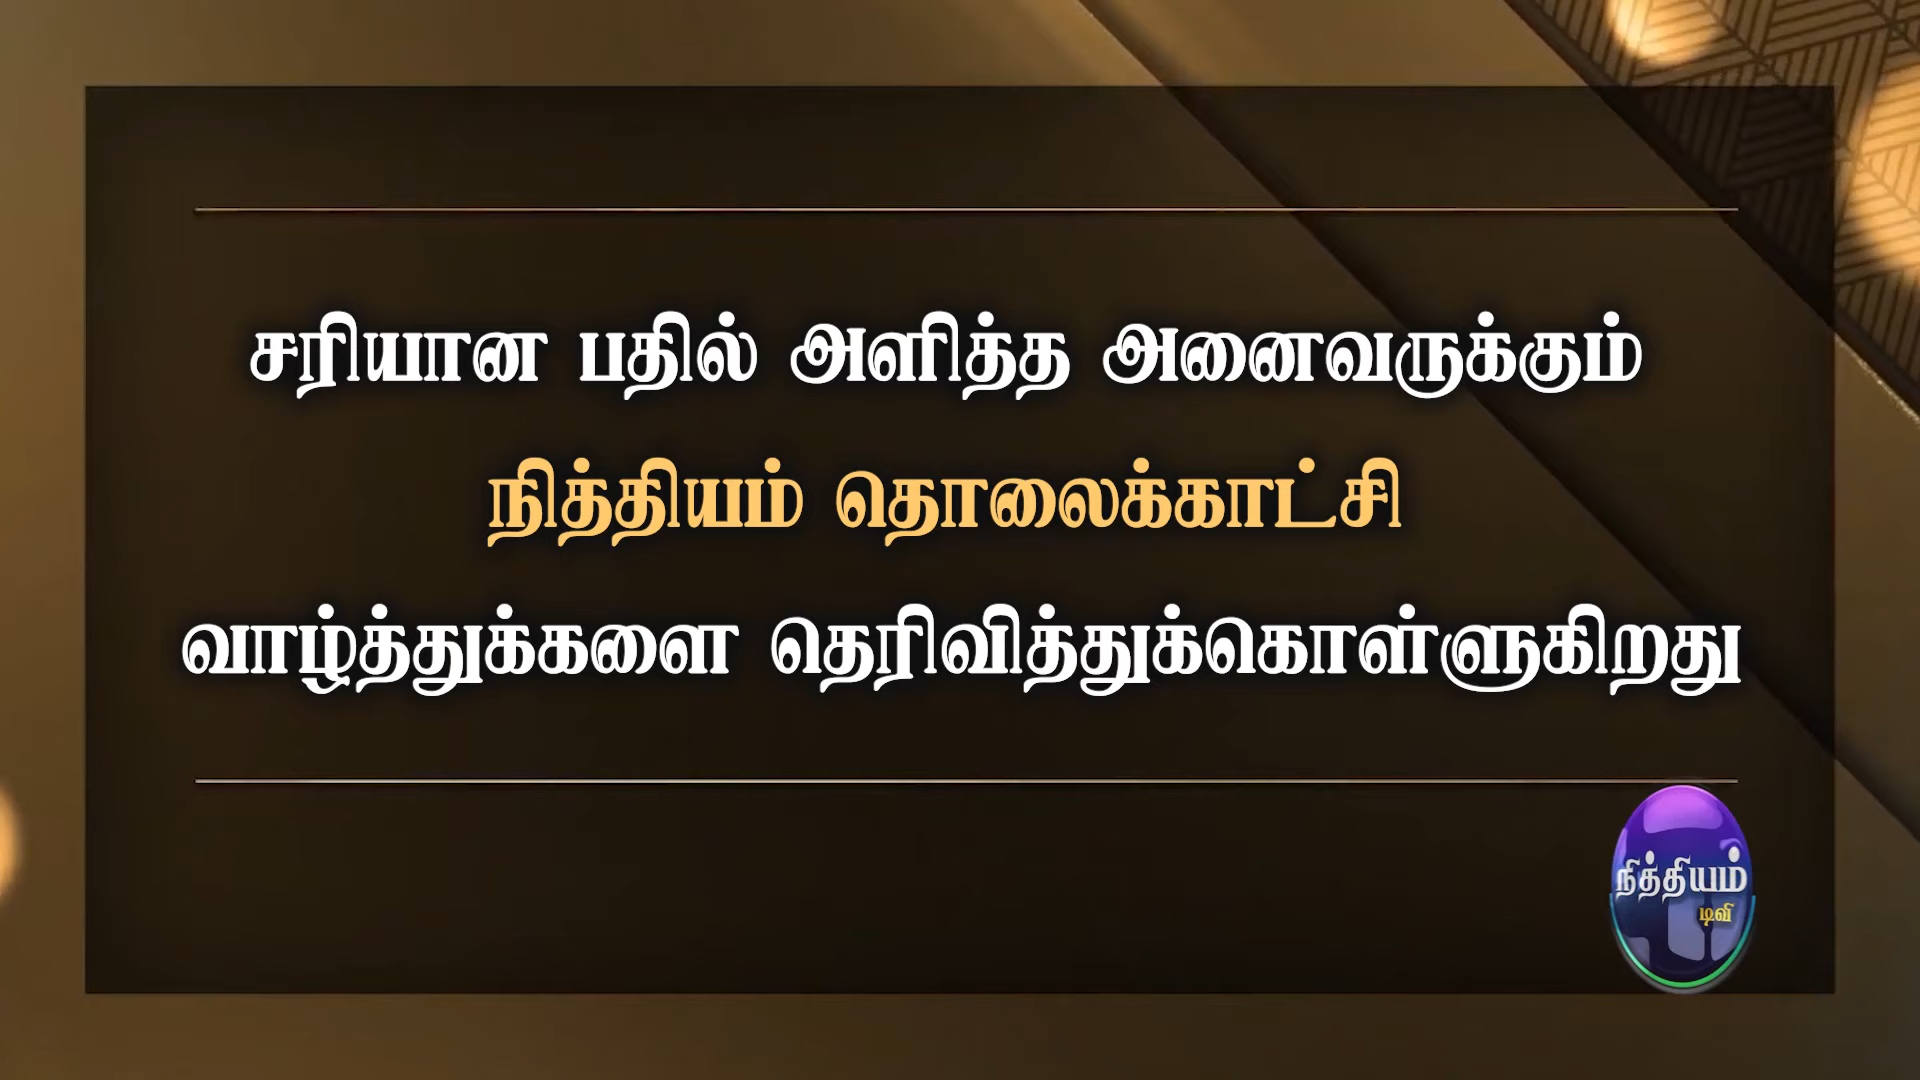 சரியான பதில் அளித்த அனைவருக்கும்
நித்தியம் தொலைக்காட்சி
வாழ்த்துக்களை தெரிவித்துக்கொள்ளுகிறது
நித்தியம்
டிவி